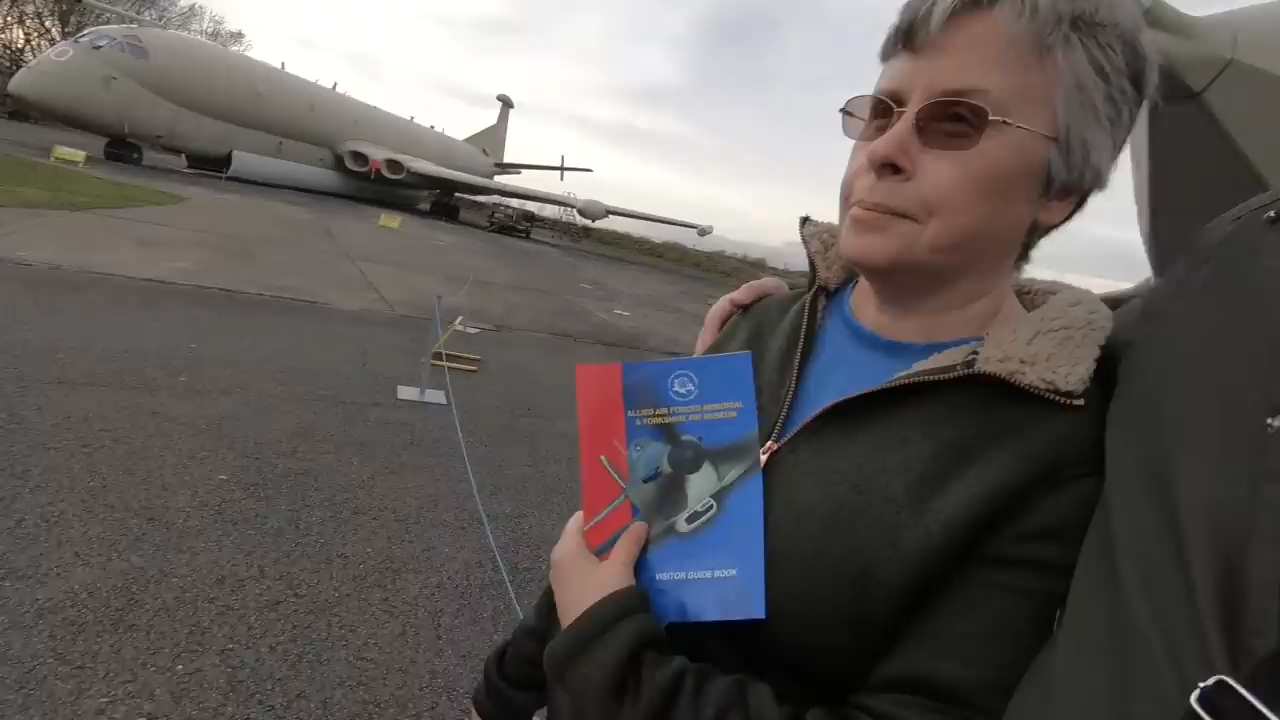 ALLIED AIR FORCES MEMORIAL
& YORKSHIRE AIR MUSEUM
VISITOR GUIDE BOOK